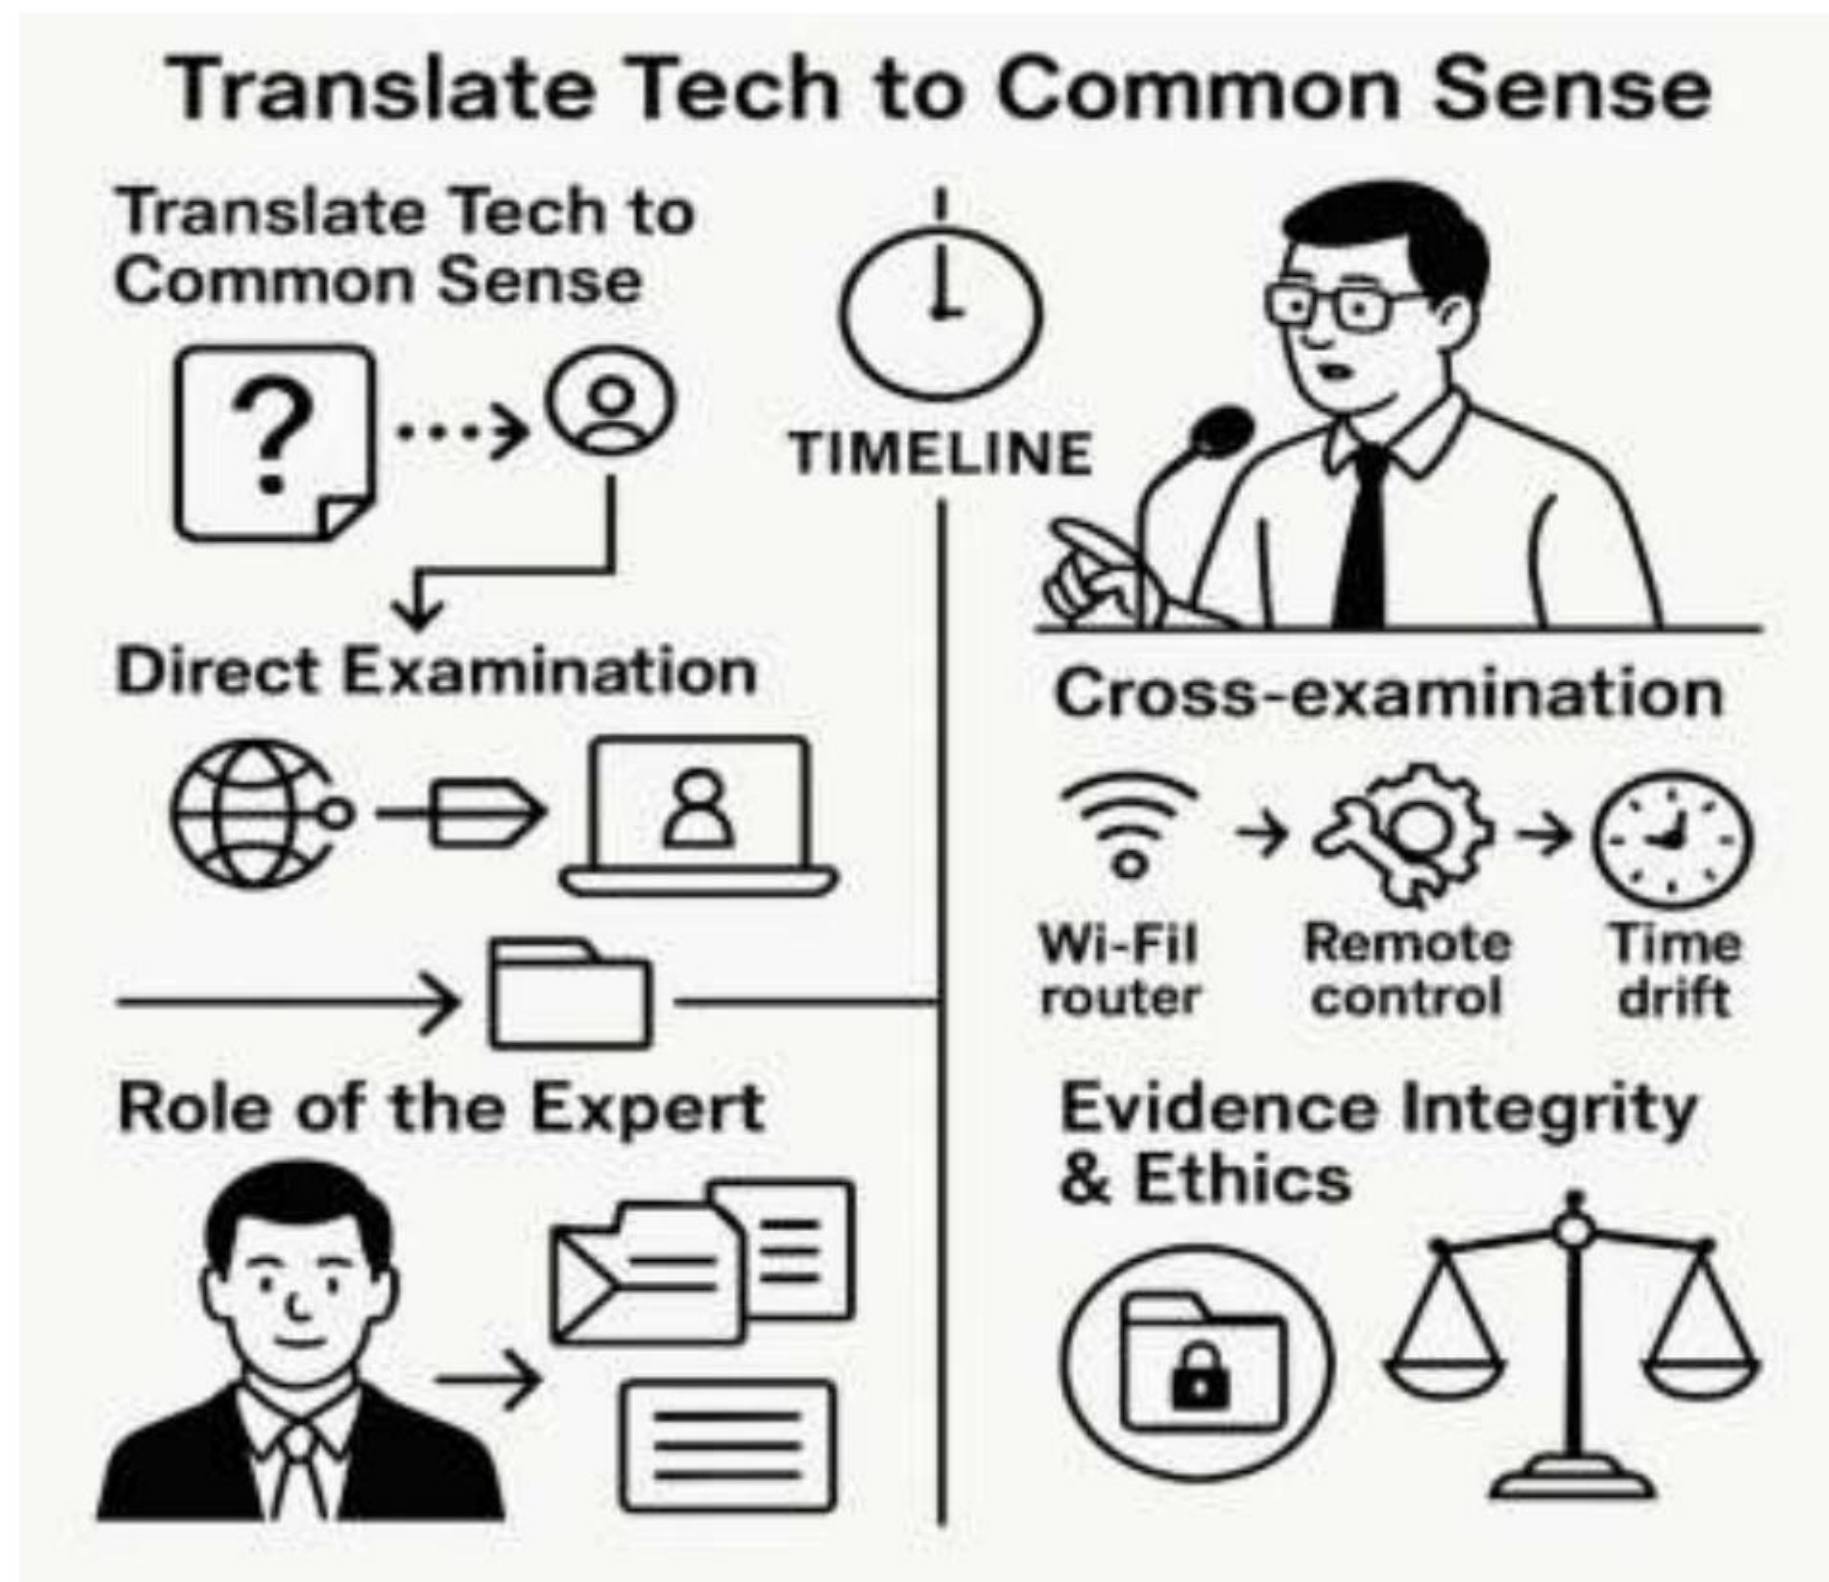 Translate Tech to Common Sense
Translate Tech to
Common Sense
TIMELINE
Direct Examination
Cross-examination
Wi-Fil
router
Remote
control
Time
drift
Role of the Expert
Evidence Integrity
& Ethics